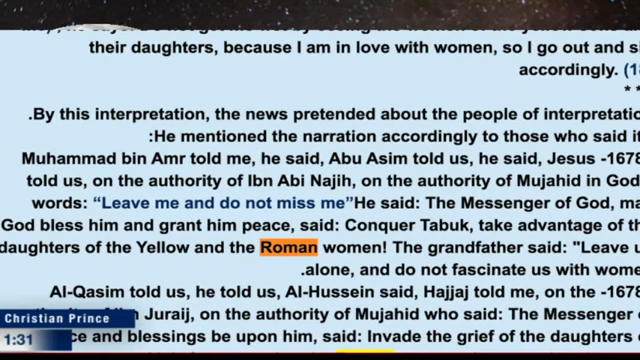 their daughters, because I am in love with women, so I go out and
accordingly.
* *
.By this interpretation, the news pretended about the people of
:He mentioned the narration accordingly to those who said
Muhammad bin Amr told me, he said, Abu Asim told us, he said, Jesus -1678
told us, on the authority of Ibn Abi Najih, on the authority of Mujahid in God
words: “Leave me and do not miss me”He said: The Messenger of God,
God bless him and grant him peace, said: Conquer Tabuk, take advantage of
daughters of the Yellow and the Roman women! The grandfather said: "Leave
.alone, and do not fascinate us with
Al-Qasim told us, he told us, Al-Hussein said, Hajjaj told me, on the -1678
Juraij, on the authority of Mujahid who said: The Messenger
Christian Prince
and blessings be upon him, said: Invade the grief of the daughters
1:31